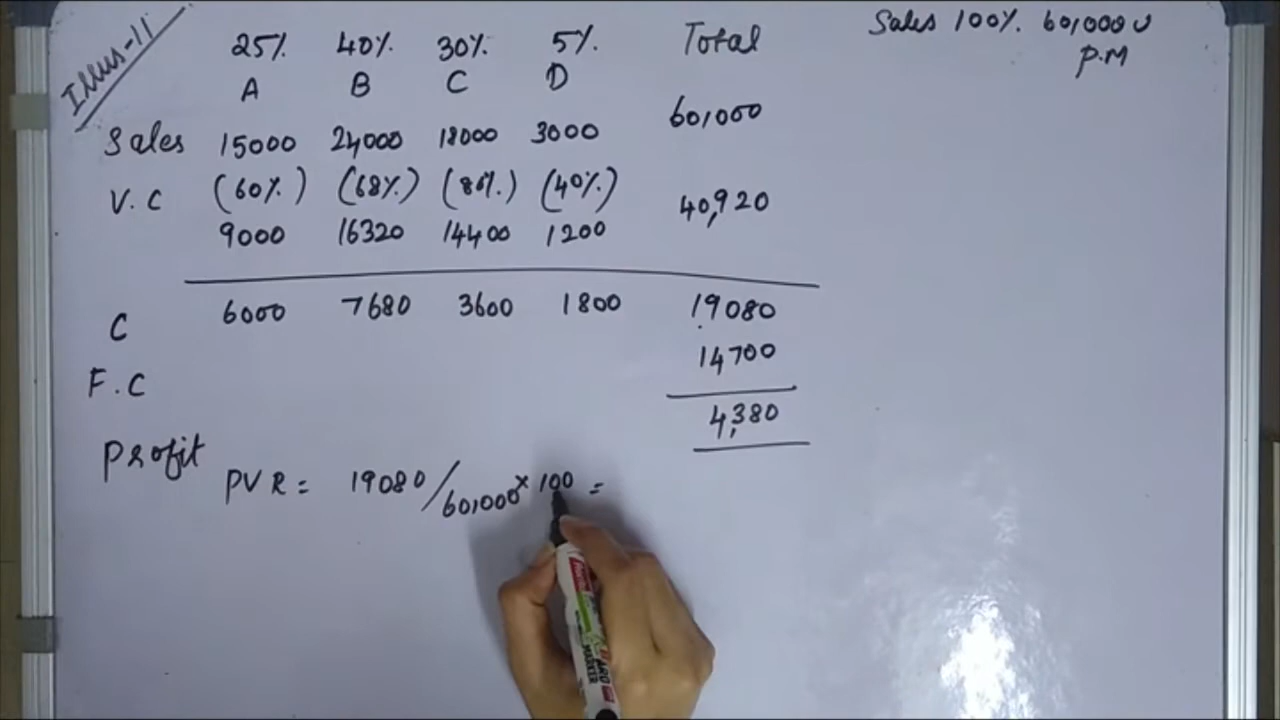 Illus-11
25% 40% 30% 5% Total
A B C D
Sales 15000 24000 18000 3000 60,000
V.C (60%) (68%) (80%) (40%) 40,920
9000 16320 14400 1200
C 6000 7680 3600 1800 19080
F.C 14700
Profit 4,380
PVR = 19080/60,000 × 100 =
Sales 100% 60,000
P.M
MARKER